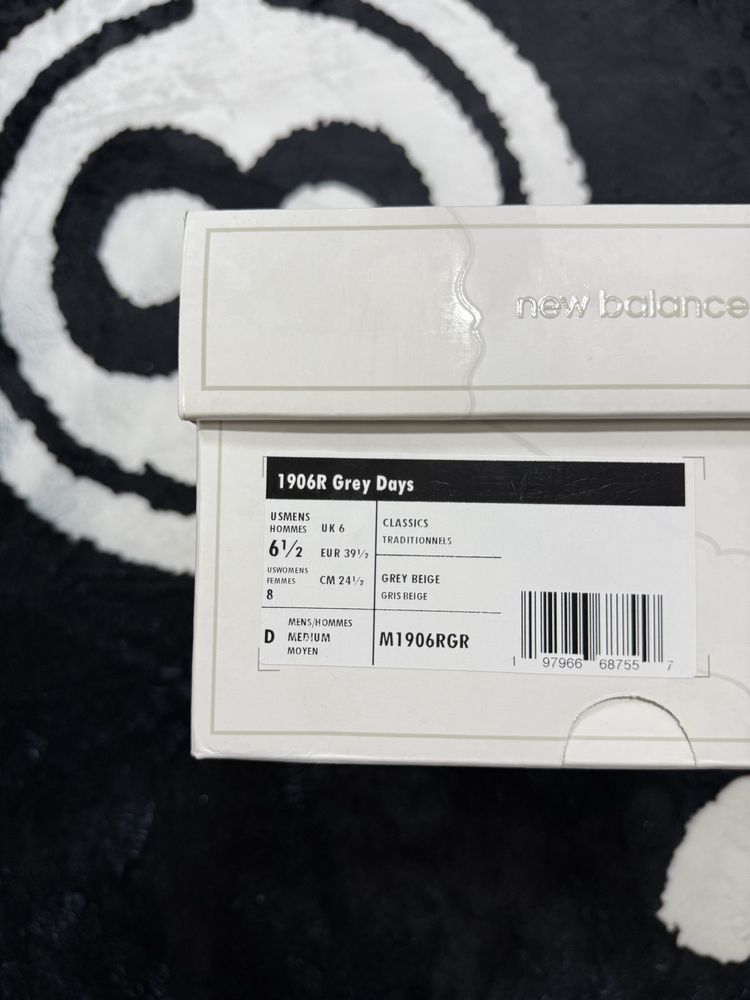 new balance
1906R Grey Days
USMENS
HOMMES
6½
UK 6
EUR 39½
CM 24½
USWOMENS
FEMMES
8
CLASSICS
TRADITIONNELS
GREY BEIGE
GRIS BEIGE
D
MENS/HOMMES
MEDIUM
MOYEN
M1906RGR
1 97966 68755 7